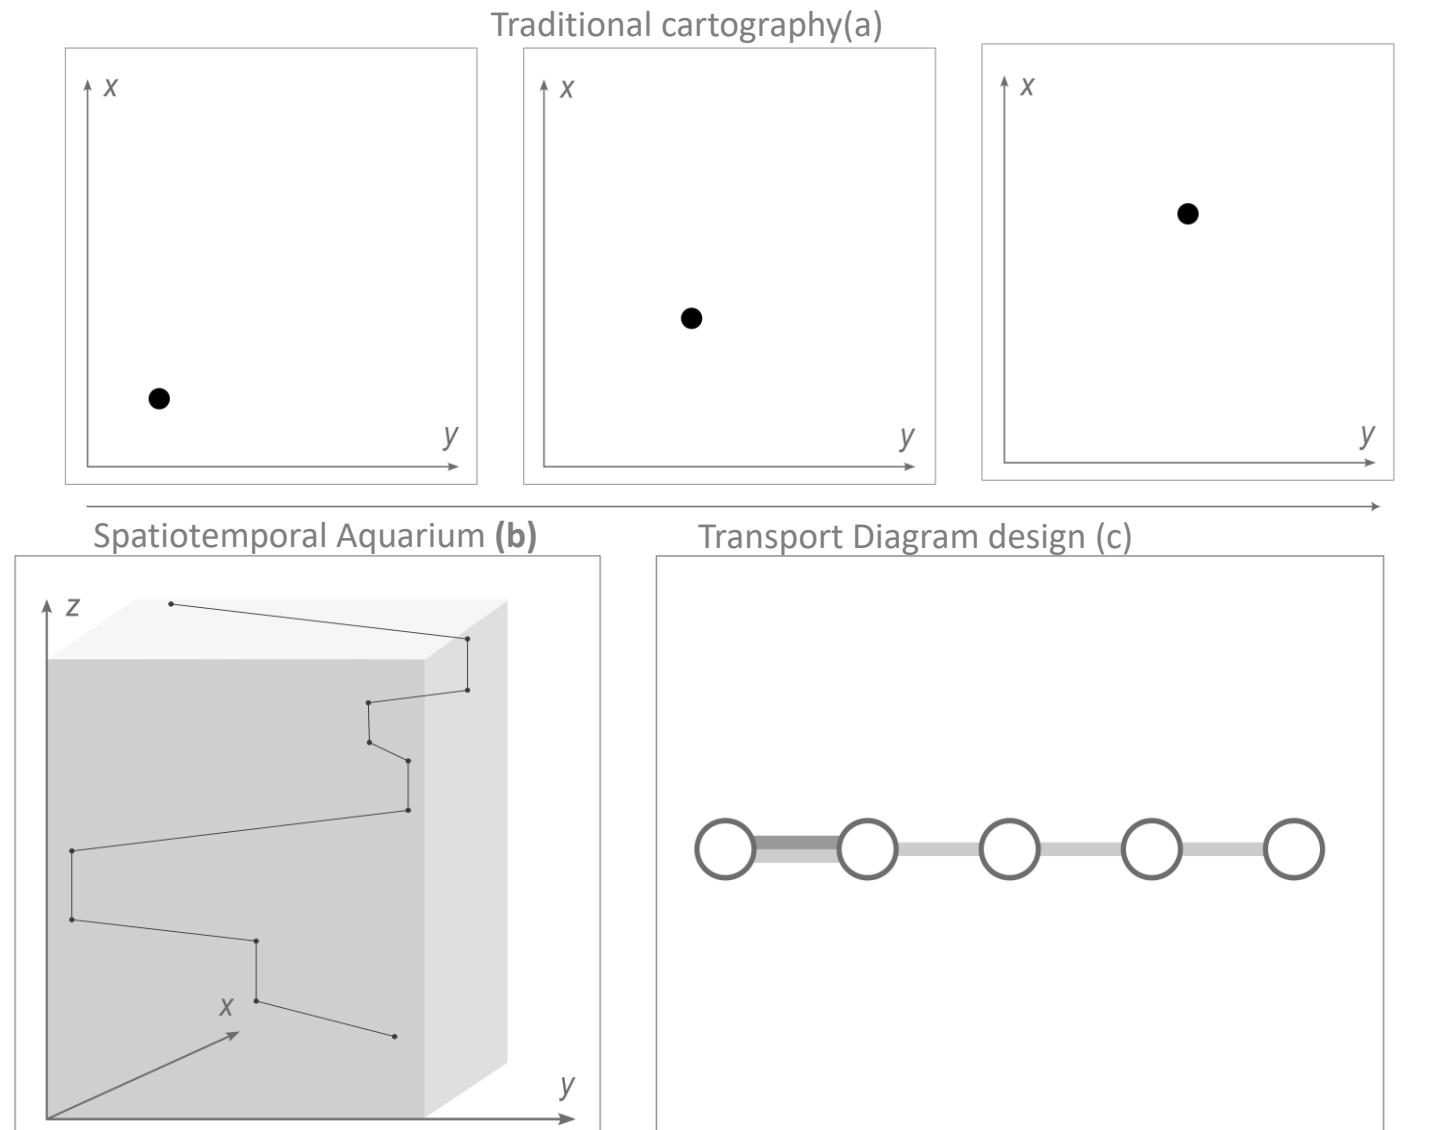 Traditional cartography(a)
x
x
x
y
y
y
Spatiotemporal Aquarium (b)
Transport Diagram design (c)
z
x
y